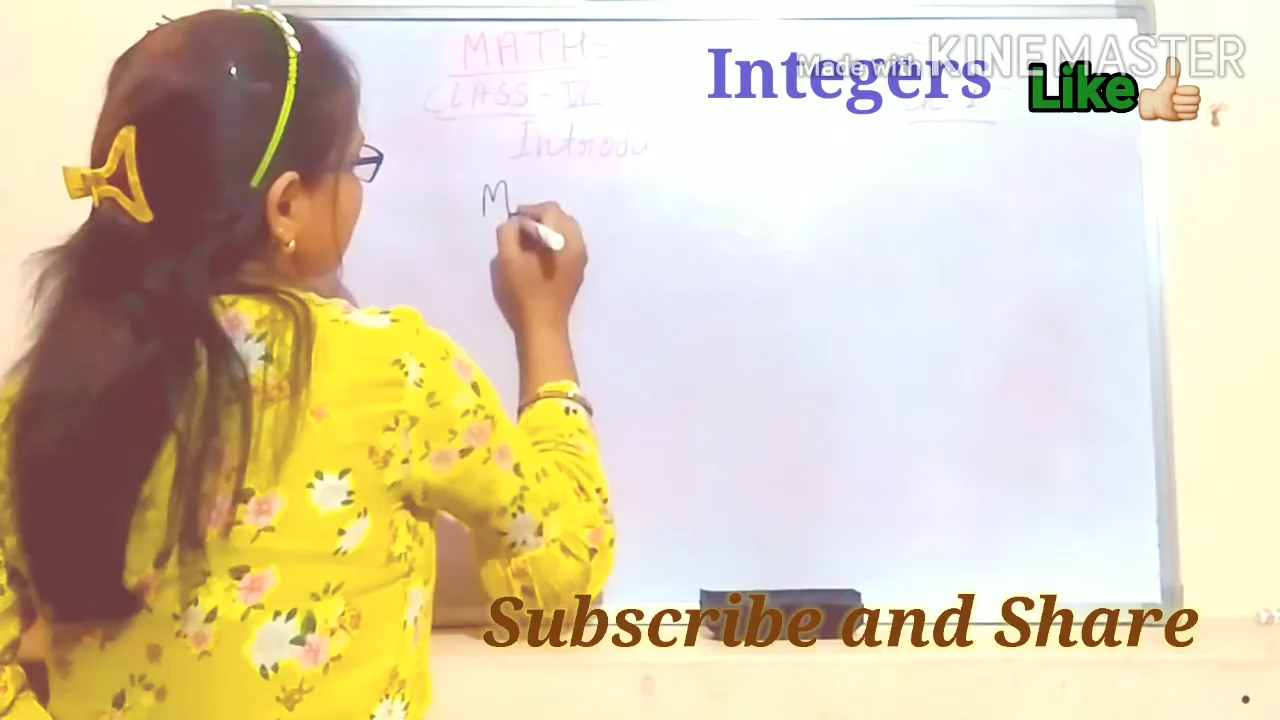 MATH
CLASS - VI
Introdu
M
Integers
Made with KINEMASTER
Like
Subscribe and Share